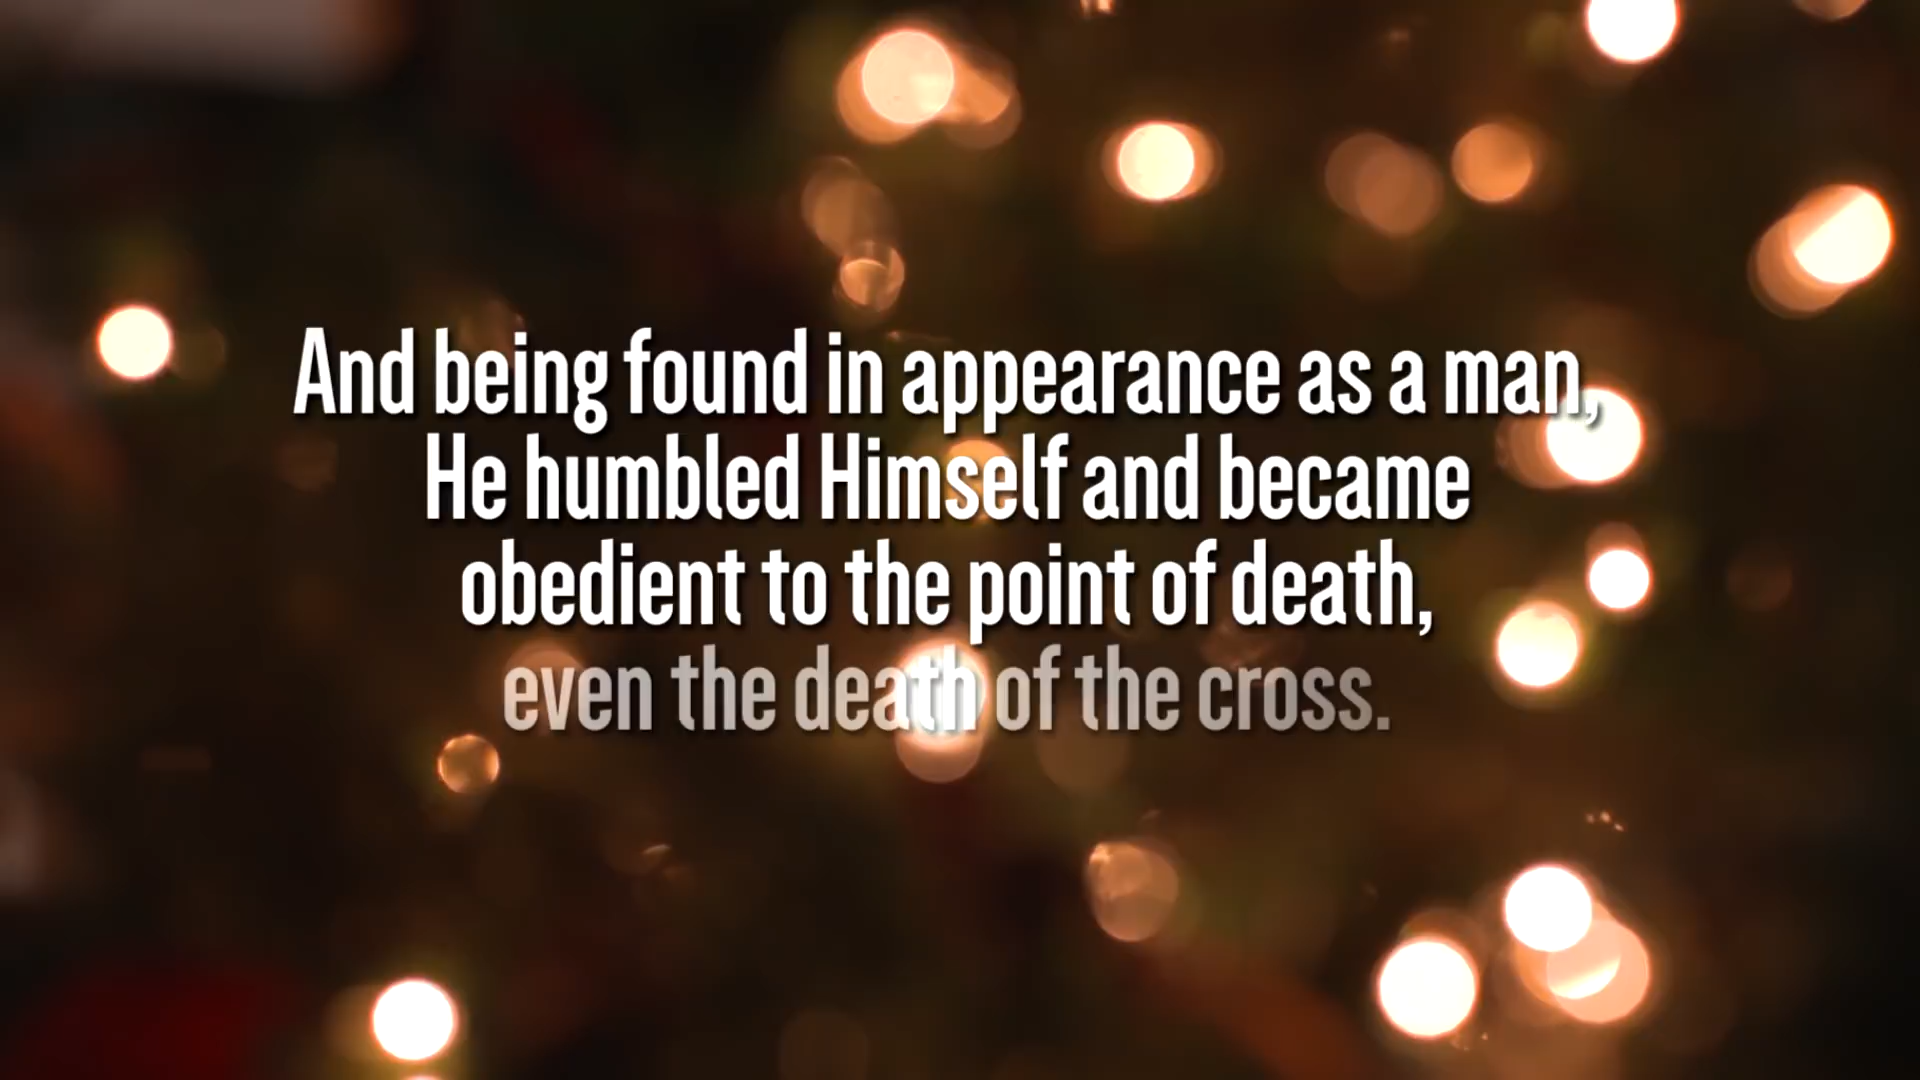 And being found in appearance as a man,
He humbled Himself and became
obedient to the point of death,
even the death of the cross.